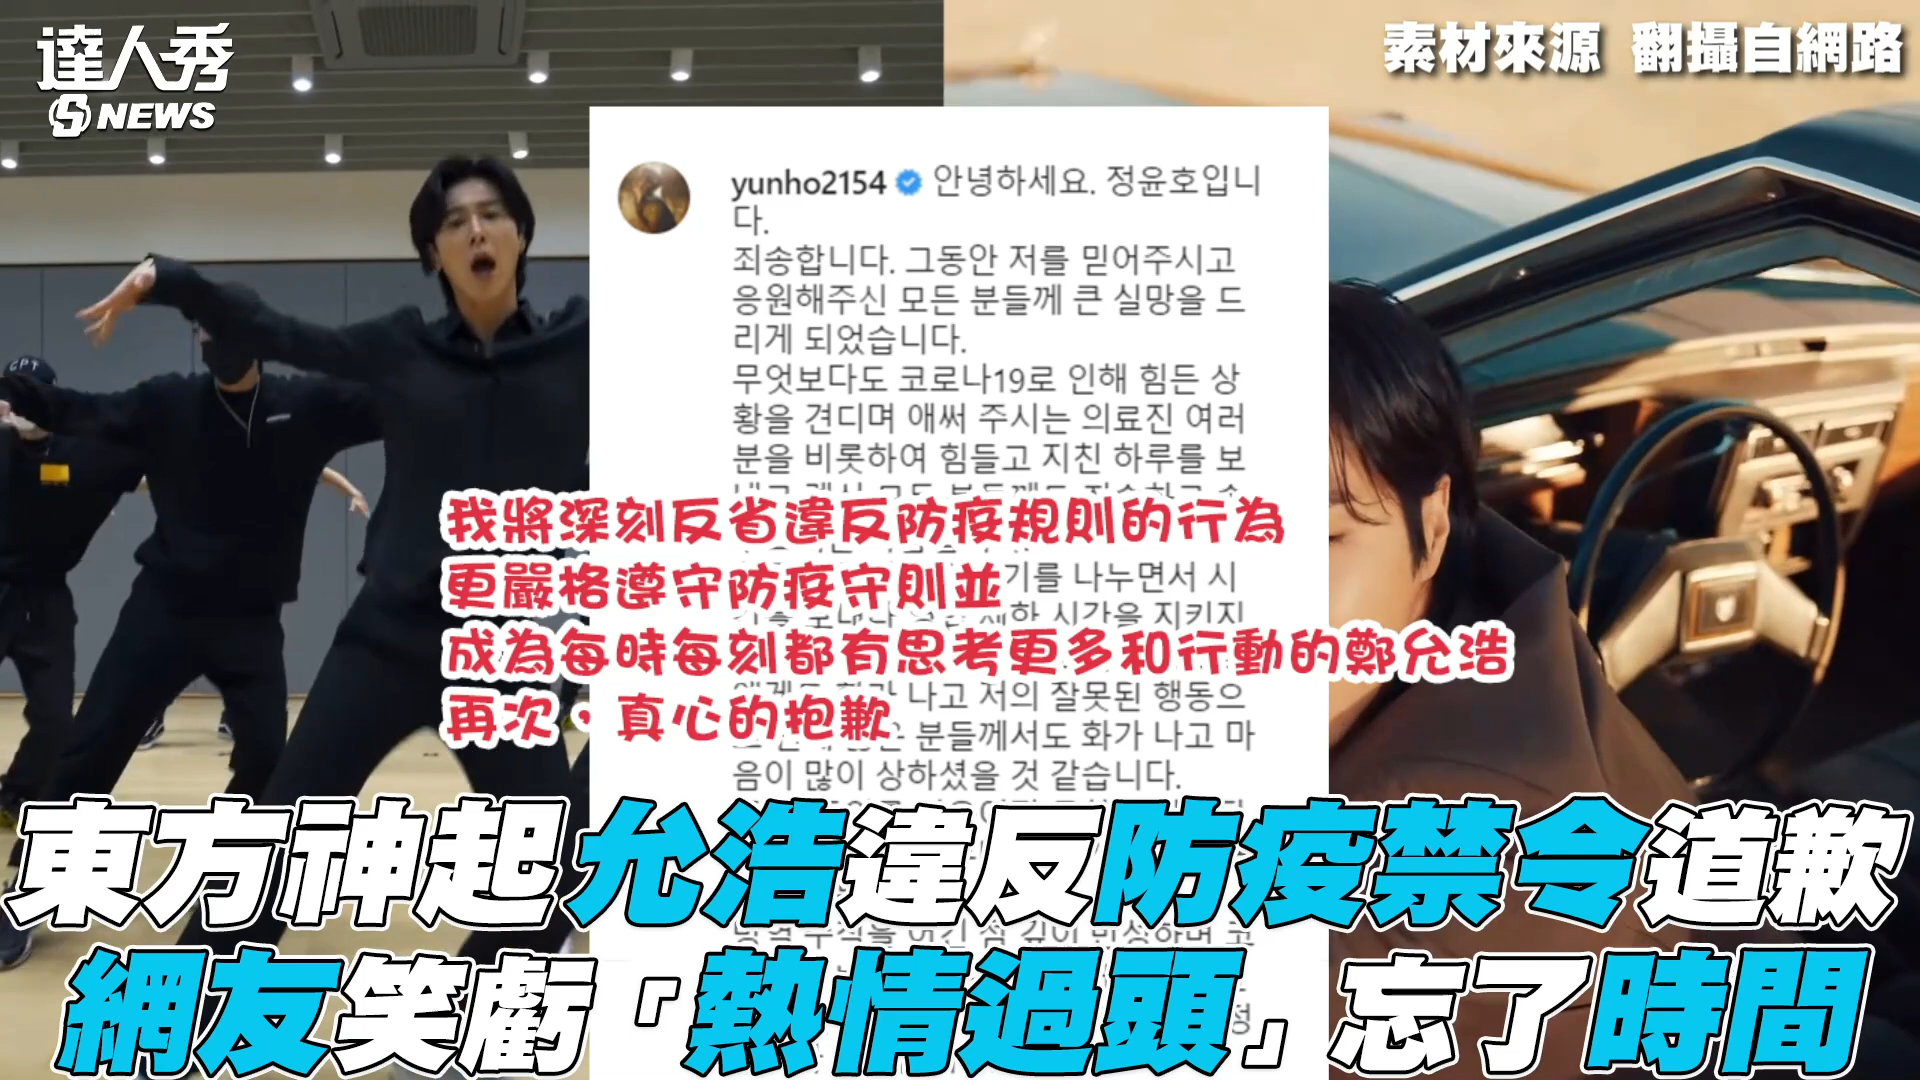 達人秀
S NEWS
素材來源 翻攝自網路
yunho2154 안녕하세요. 정윤호입니
다.
죄송합니다. 그동안 저를 믿어주시고
응원해주신 모든 분들께 큰 실망을 드
리게 되었습니다.
무엇보다도 코로나19로 인해 힘든 상
황을 견디며 애써 주시는 의료진 여러
분을 비롯하여 힘들고 지친 하루를 보
我將深刻反省違反防疫規則的行為
기를 나누면서 시
更嚴格遵守防疫守則並
시간을 지키지
成為每時每刻都有思考更多和行動的鄭允浩
나고 저의 잘못된 행동으
再次，真心的抱歉
분들께서도 화가 나고 마
음이 많이 상하셨을 것 같습니다.
東方神起允浩違反防疫禁令道歉
網友笑虧「熱情過頭」忘了時間
CPT